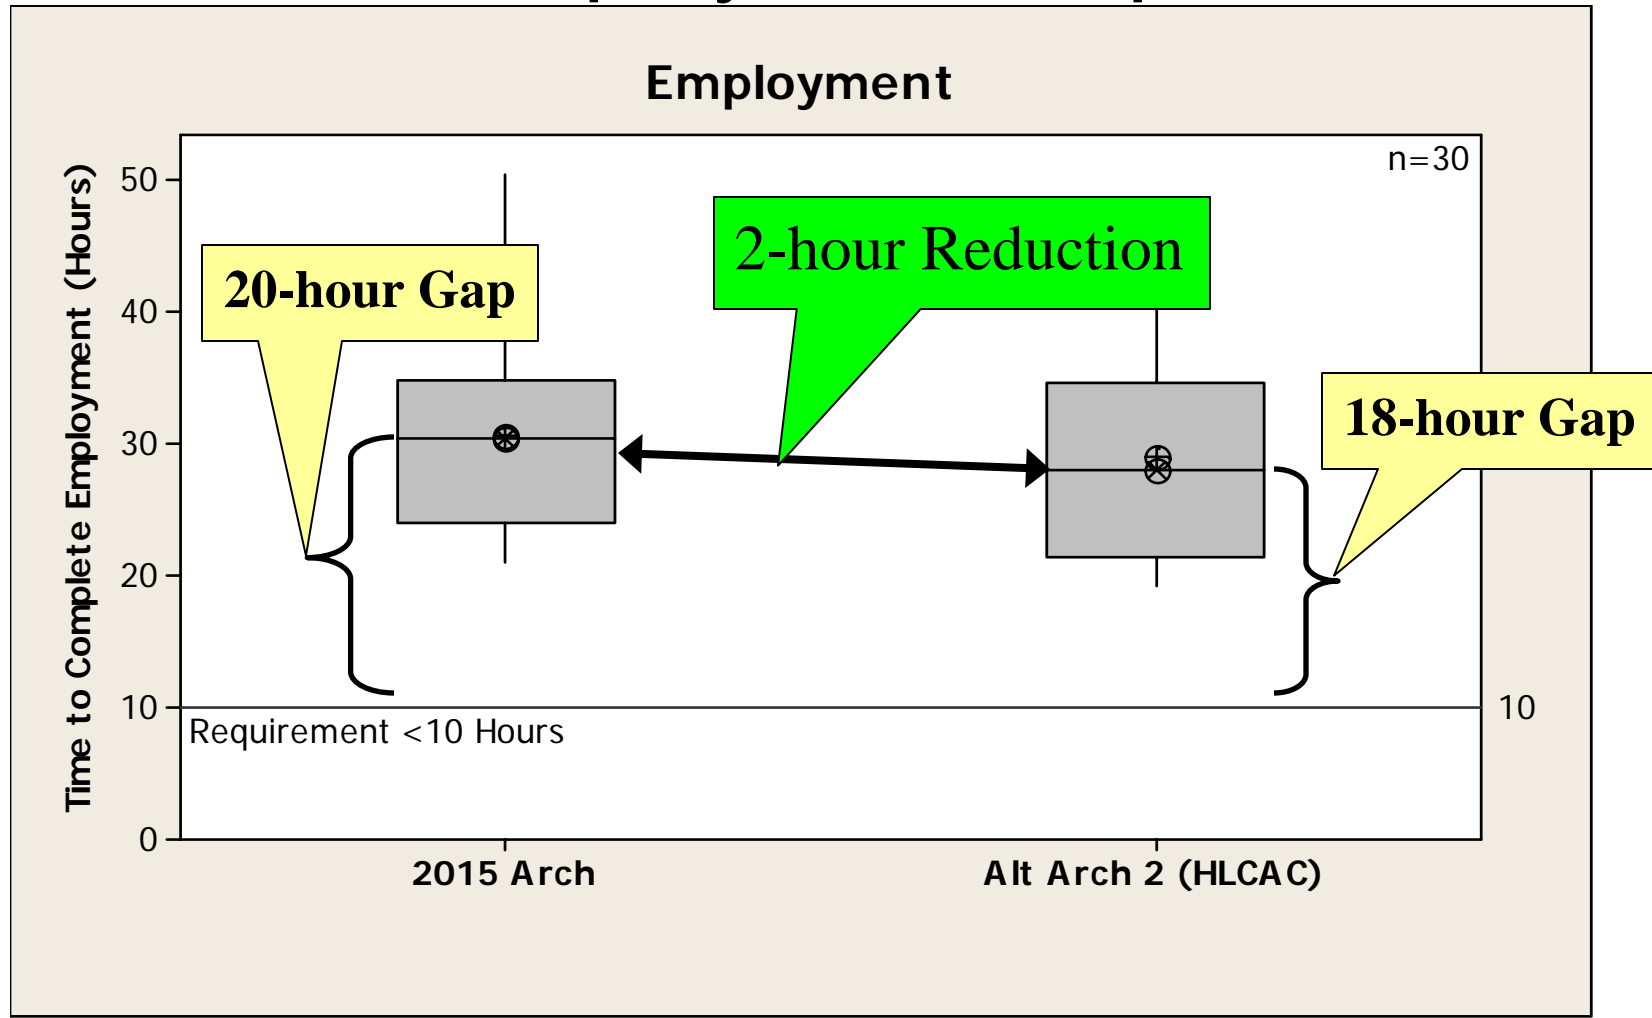 Employment
n=30
Time to Complete Employment (Hours)
50
40
30
20
10
0
2-hour Reduction
20-hour Gap
18-hour Gap
10
Requirement <10 Hours
2015 Arch
Alt Arch 2 (HLCAC)